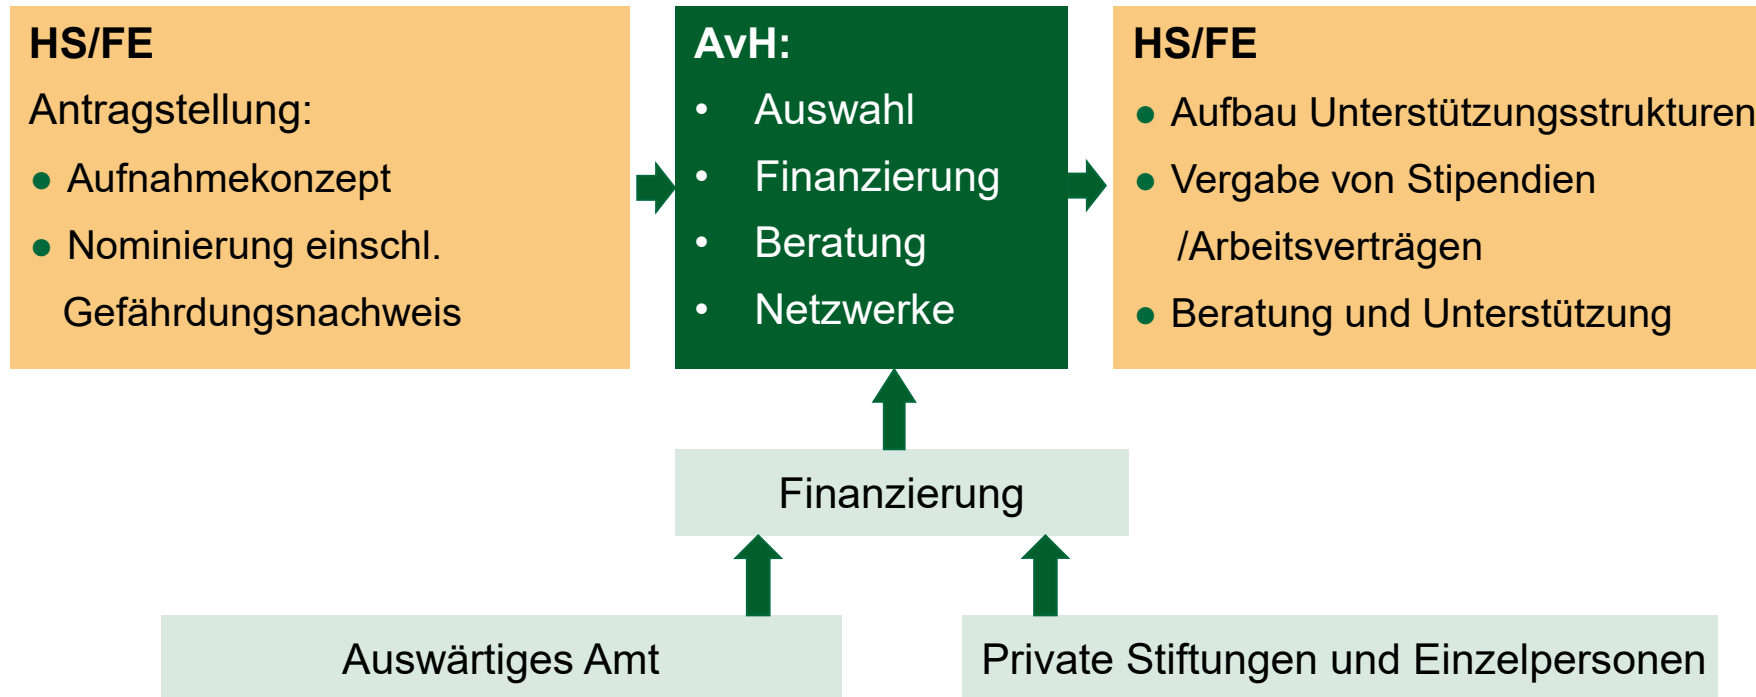 HS/FE
Antragstellung:
● Aufnahmekonzept
● Nominierung einschl.
Gefährdungsnachweis
AvH:
• Auswahl
• Finanzierung
• Beratung
• Netzwerke
HS/FE
● Aufbau Unterstützungsstrukturen
● Vergabe von Stipendien
/Arbeitsverträgen
● Beratung und Unterstützung
Finanzierung
Auswärtiges Amt
Private Stiftungen und Einzelpersonen